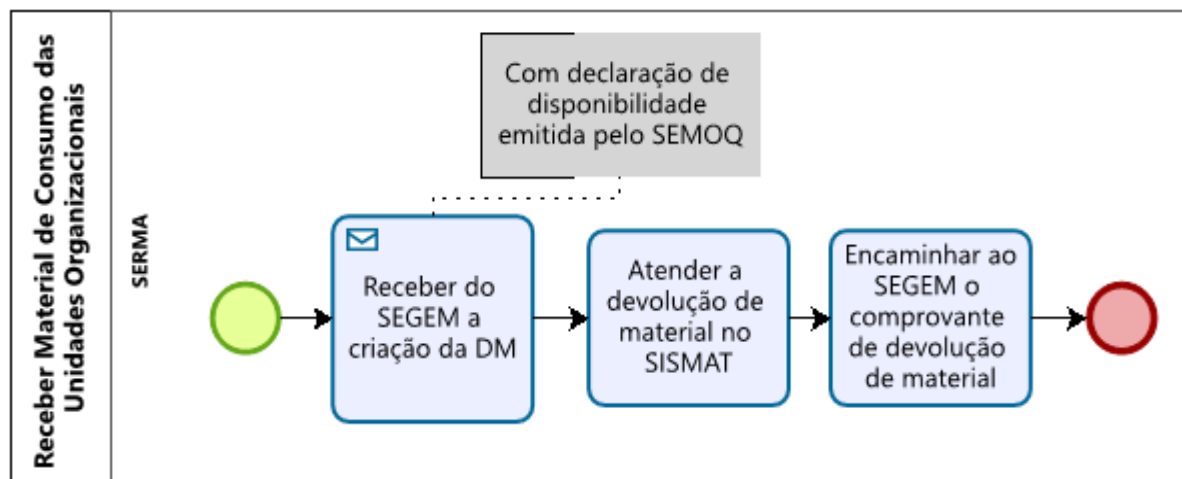 Receber Material de Consumo das
Unidades Organizacionais
SERMA
Com declaração de
disponibilidade
emitida pelo SEMOQ
Receber do
SEGEM a
criação da DM
Atender a
devolução de
material no
SISMAT
Encaminhar ao
SEGEM o
comprovante
de devolução
de material